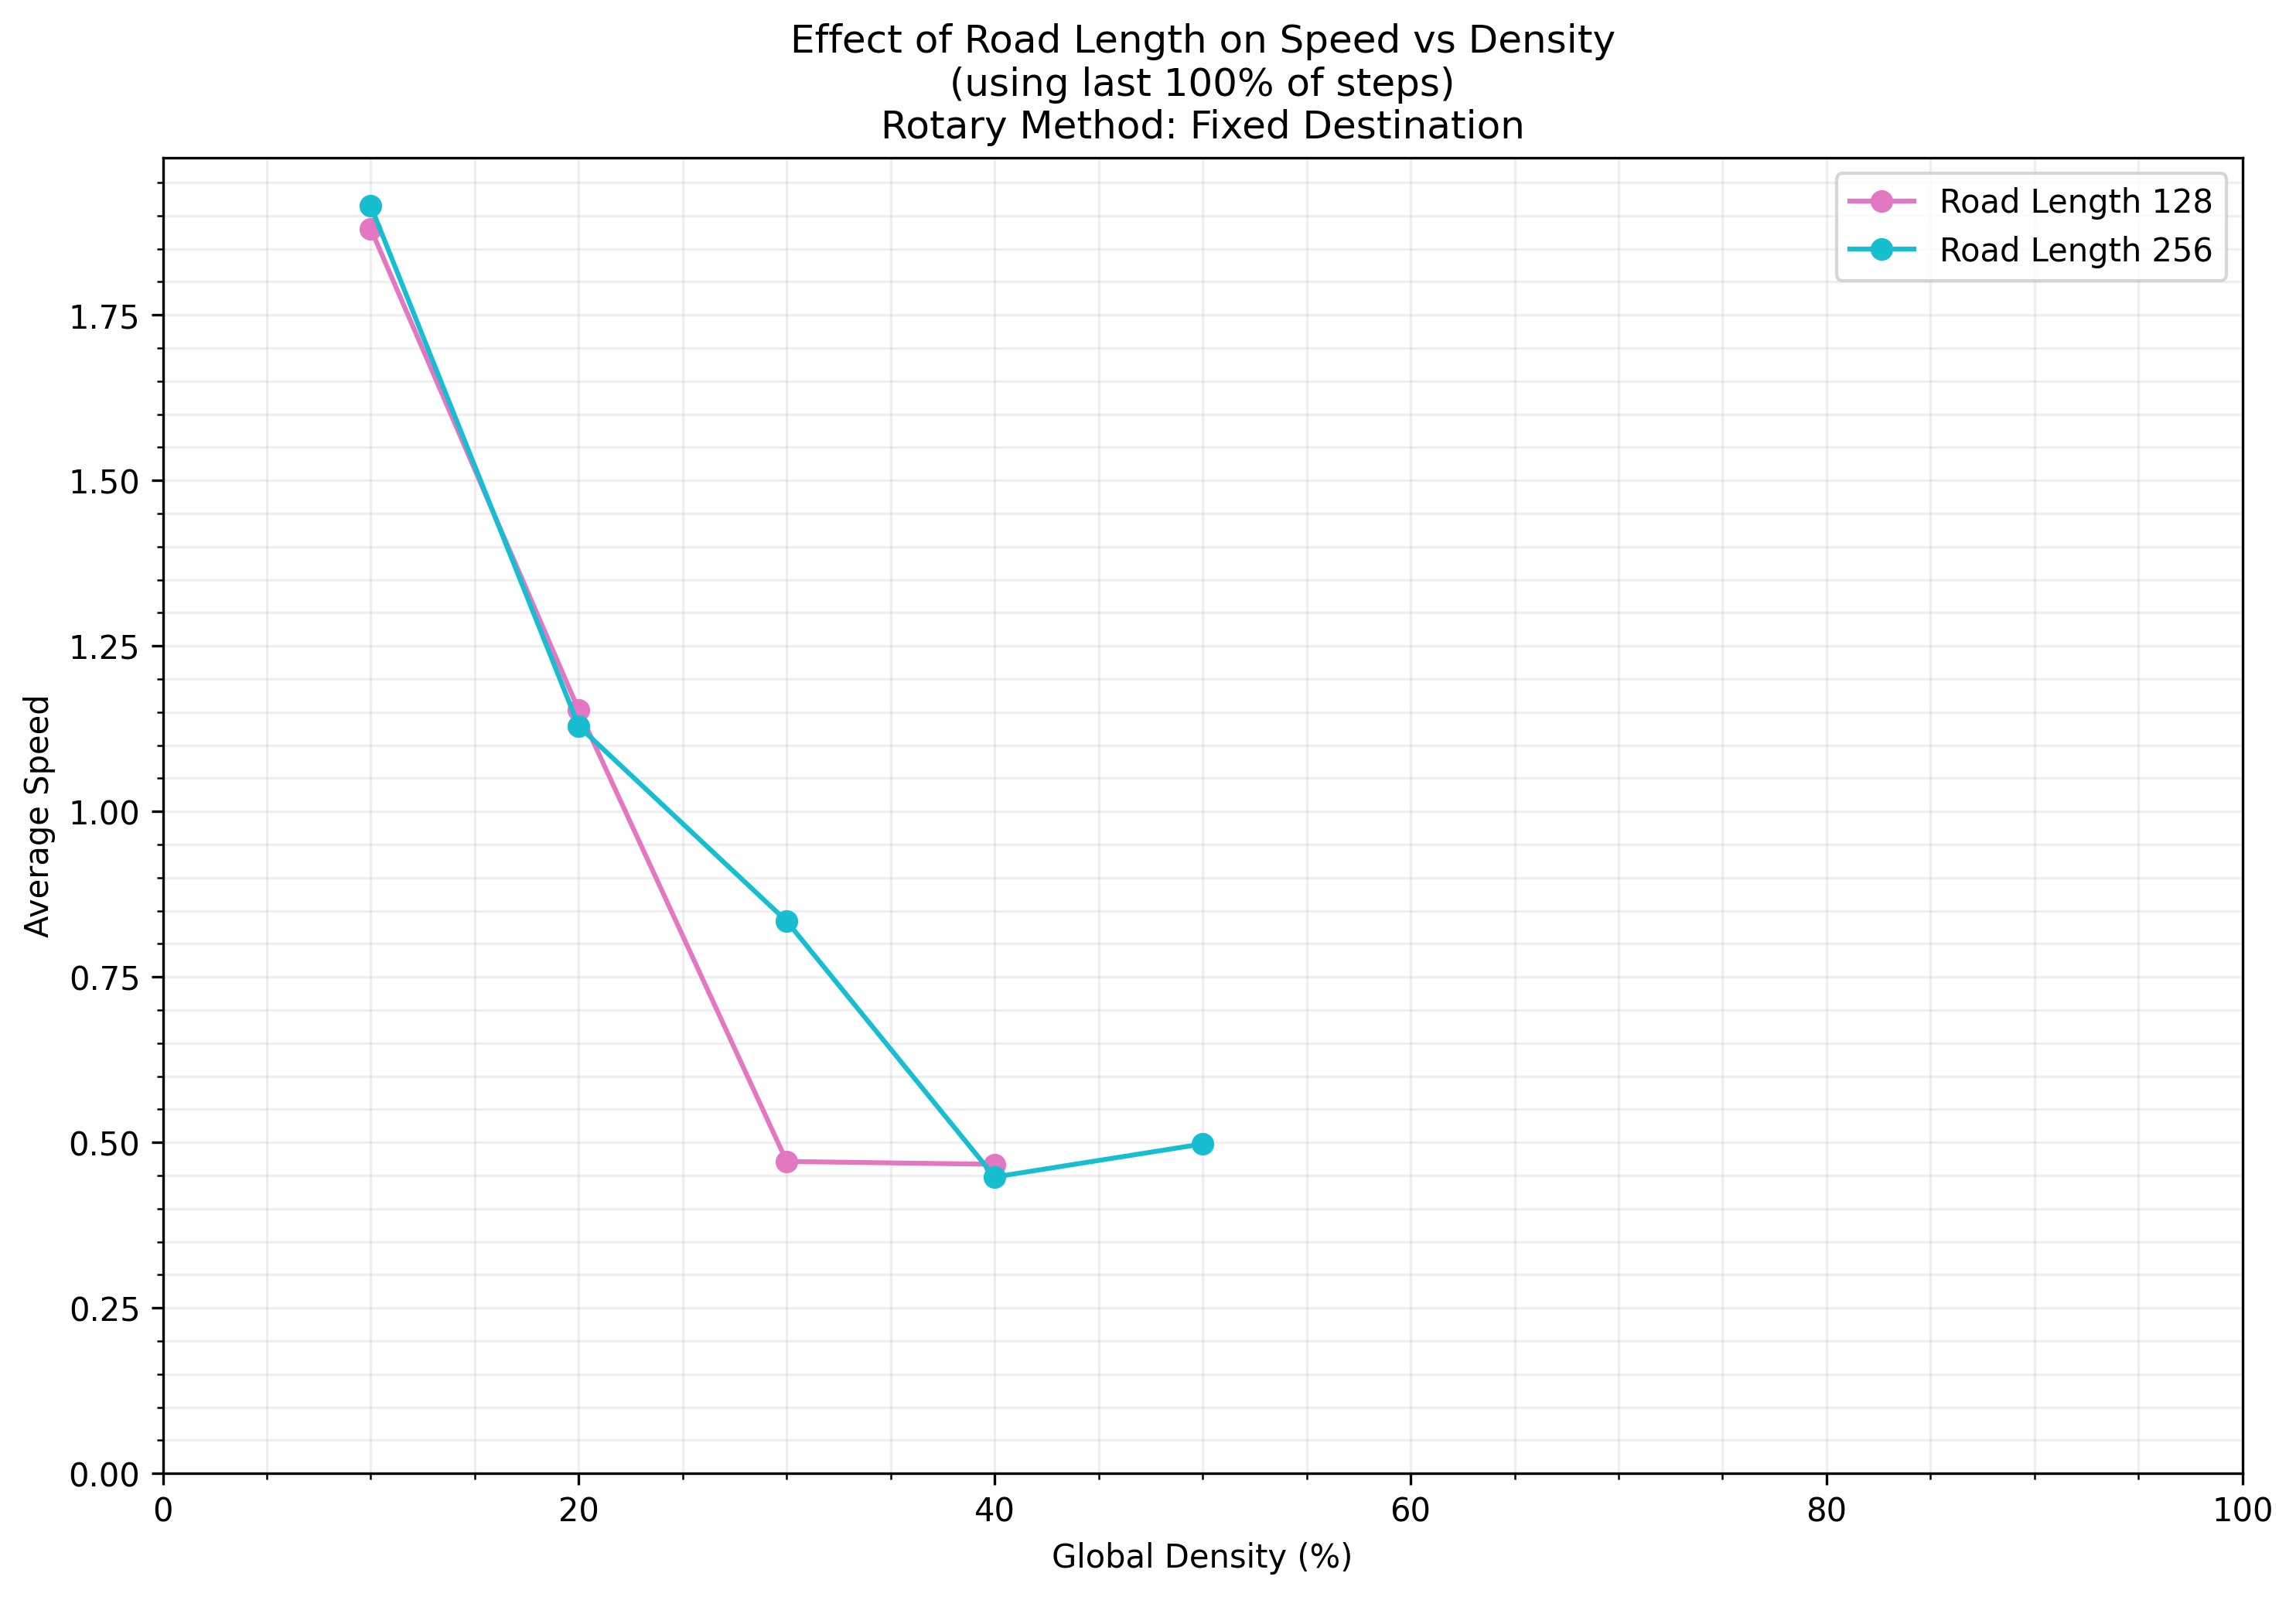 Effect of Road Length on Speed vs Density
(using last 100% of steps)
Rotary Method: Fixed Destination
Road Length 128
Road Length 256
1.75
1.50
1.25
1.00
0.75
0.50
0.25
0.00
Average Speed
0 20 40 60 80 100
Global Density (%)